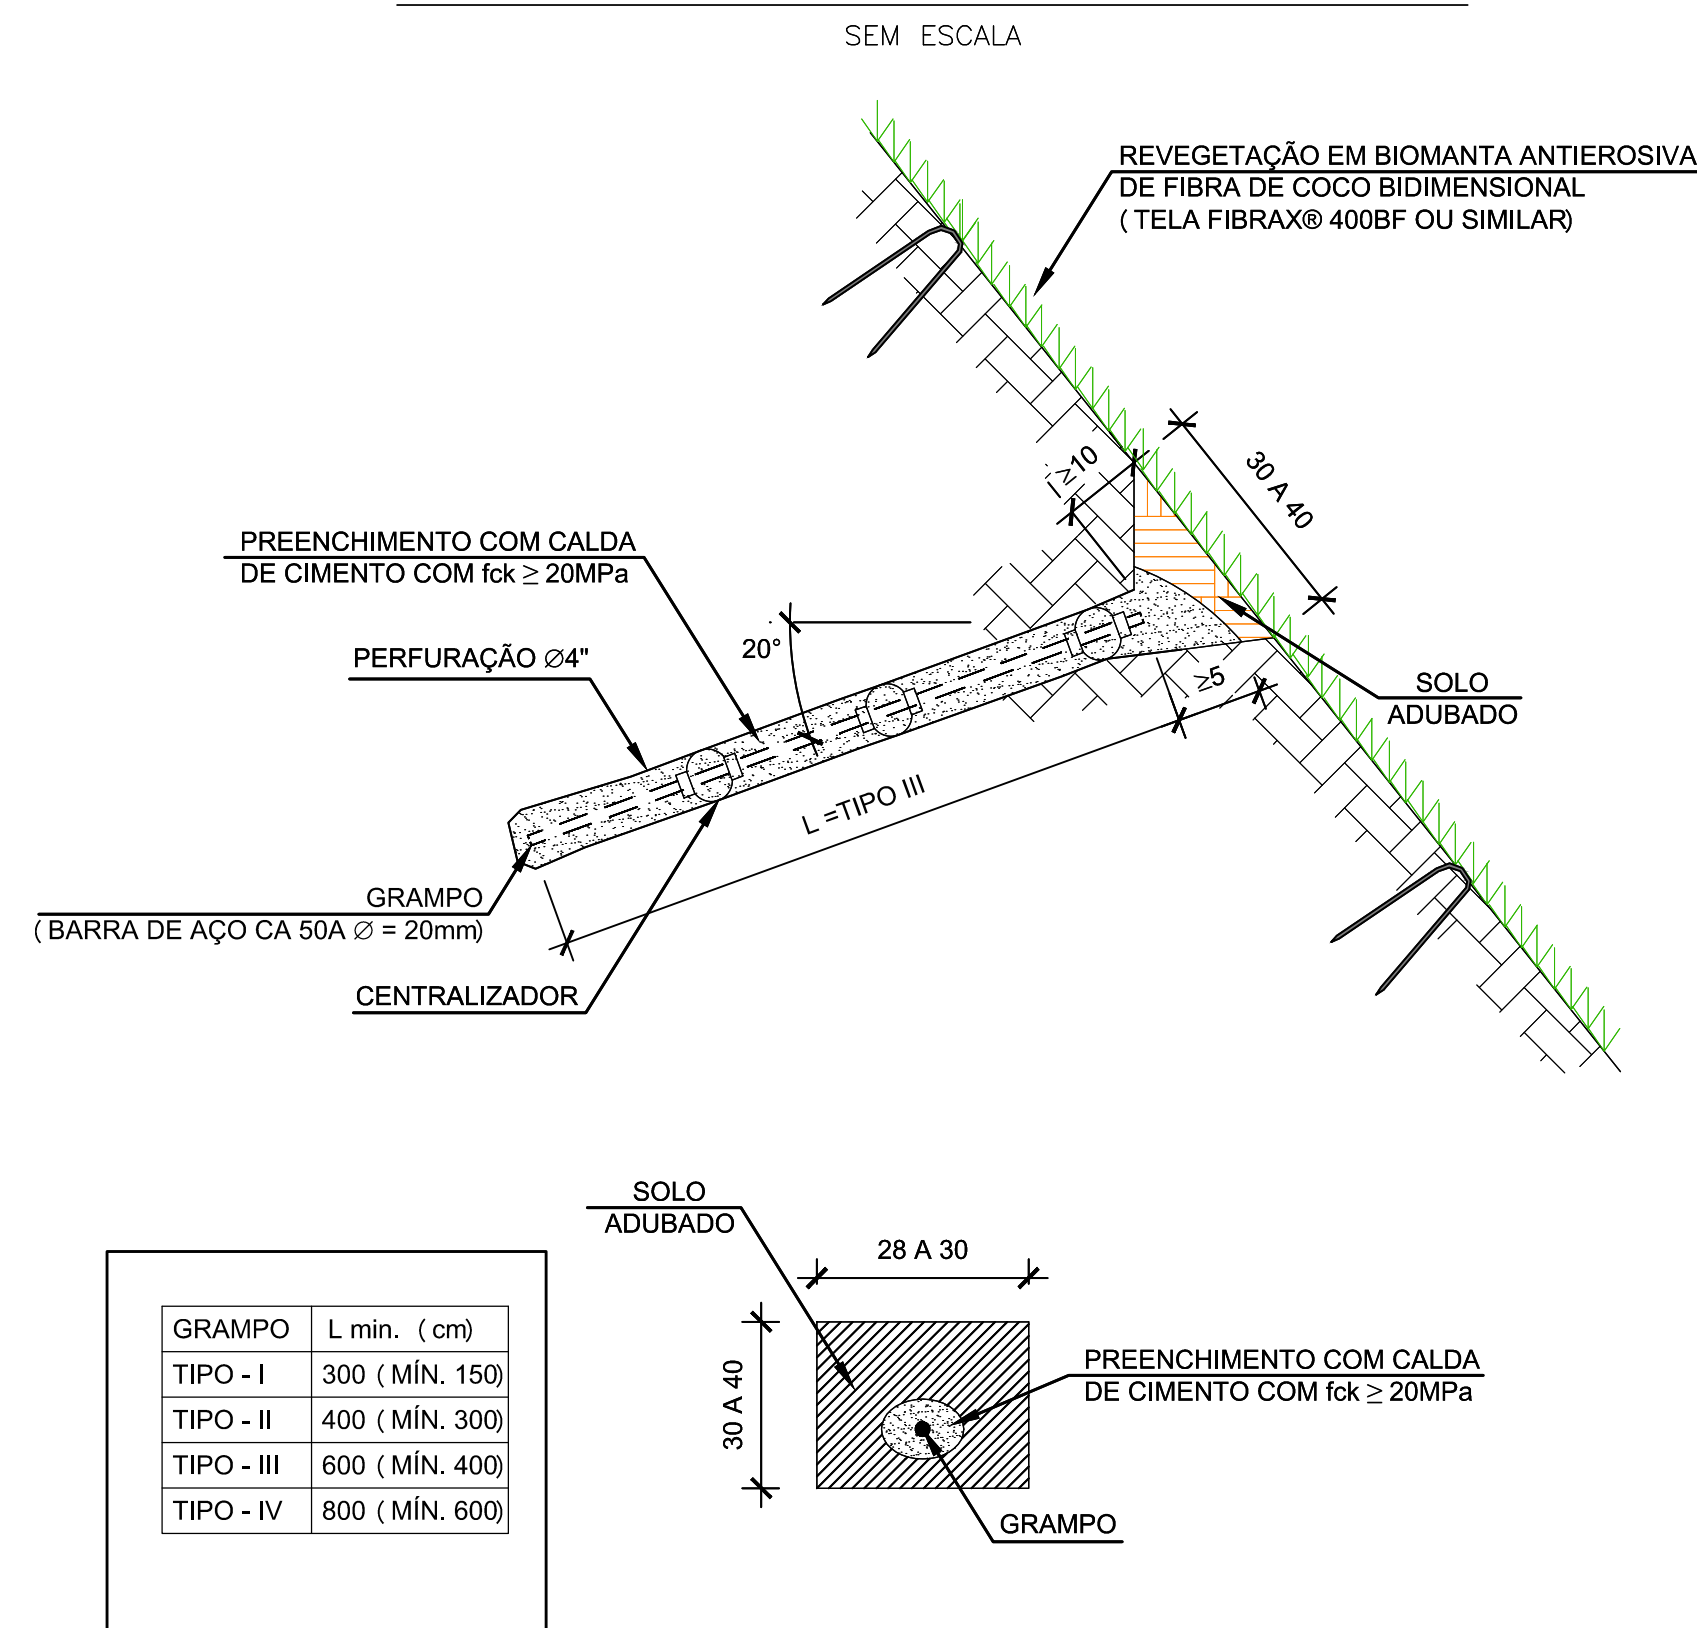 SEM ESCALA
REVEGETAÇÃO EM BIOMANTA ANTIEROSIVA
DE FIBRA DE COCO BIDIMENSIONAL
( TELA FIBRAX® 400BF OU SIMILAR)
≥10
30 A 40
PREENCHIMENTO COM CALDA
DE CIMENTO COM fck ≥ 20MPa
20°
PERFURAÇÃO Ø4"
≥5
SOLO
ADUBADO
L =TIPO III
GRAMPO
( BARRA DE AÇO CA 50A Ø = 20mm)
CENTRALIZADOR
SOLO
ADUBADO
28 A 30
30 A 40
PREENCHIMENTO COM CALDA
DE CIMENTO COM fck ≥ 20MPa
GRAMPO
GRAMPO L min. ( cm)
TIPO - I 300 ( MÍN. 150)
TIPO - II 400 ( MÍN. 300)
TIPO - III 600 ( MÍN. 400)
TIPO - IV 800 ( MÍN. 600)